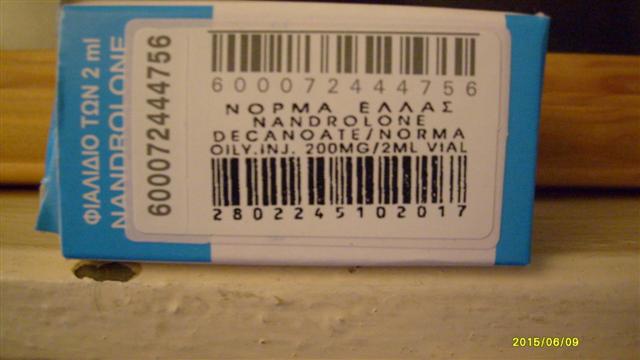 ΦΙΑΛΙΔΙΟ ΤΩΝ 2 ml
NANDROLONE
600072444756
600072444756
ΝΟΡΜΑ ΕΛΛΑΣ
NANDROLONE
DECANOATE/NORMA
OILY.INJ. 200MG/2ML VIAL
2802245102017
2015/06/09